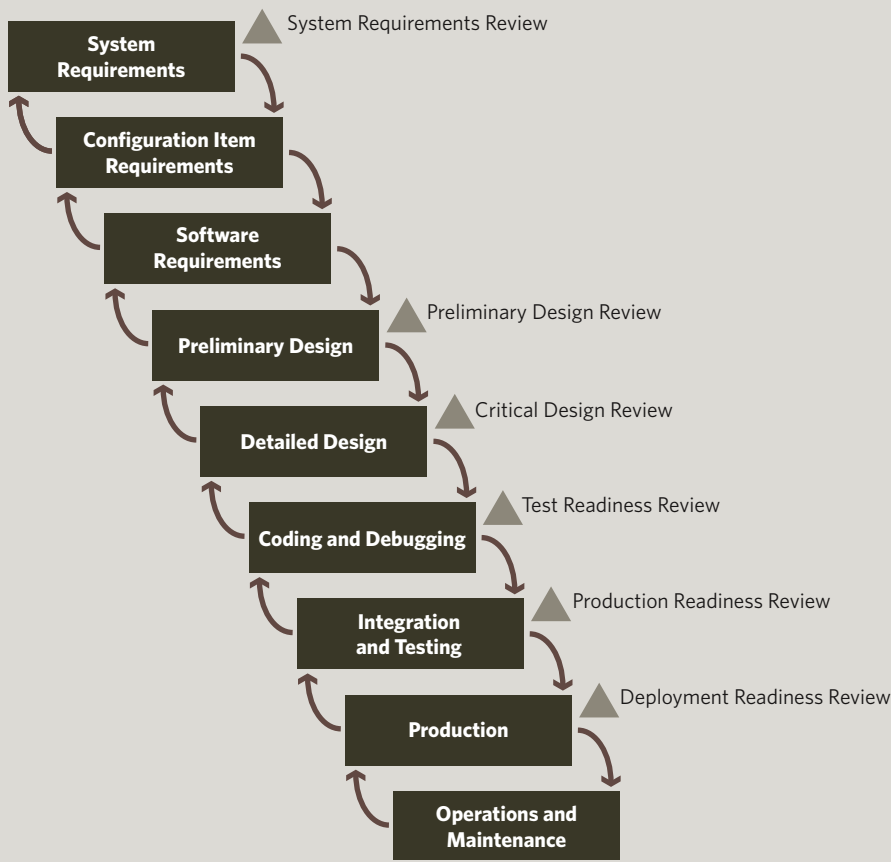 System Requirements Review
System
Requirements
Configuration Item
Requirements
Software
Requirements
Preliminary Design Review
Preliminary Design
Critical Design Review
Detailed Design
Test Readiness Review
Coding and Debugging
Production Readiness Review
Integration
and Testing
Deployment Readiness Review
Production
Operations and
Maintenance